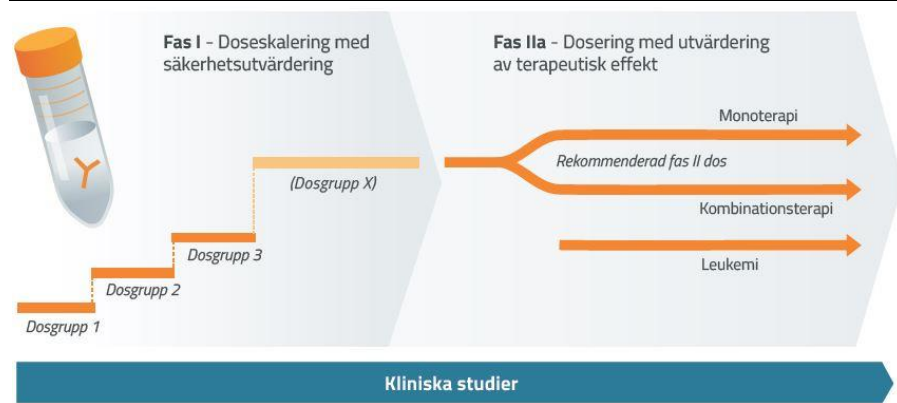 Fas I - Doseskalering med
säkerhetsutvärdering
Fas IIa - Dosering med utvärdering
av terapeutisk effekt
Monoterapi
Rekommenderad fas II dos
(Dosgrupp X)
Kombinationsterapi
Dosgrupp 3
Leukemi
Dosgrupp 2
Dosgrupp 1
Kliniska studier